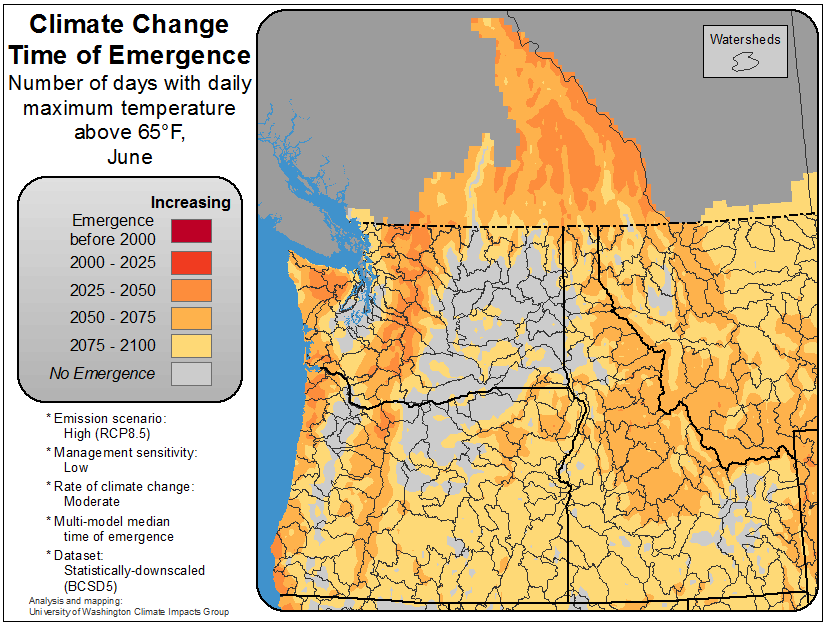 Climate Change
Time of Emergence
Number of days with daily
maximum temperature
above 65°F,
June
Watersheds
Increasing
Emergence
before 2000
2000 - 2025
2025 - 2050
2050 - 2075
2075 - 2100
No Emergence
* Emission scenario:
High (RCP8.5)
* Management sensitivity:
Low
* Rate of climate change:
Moderate
* Multi-model median
time of emergence
* Dataset:
Statistically-downscaled
(BCSD5)
Analysis and mapping:
University of Washington Climate Impacts Group